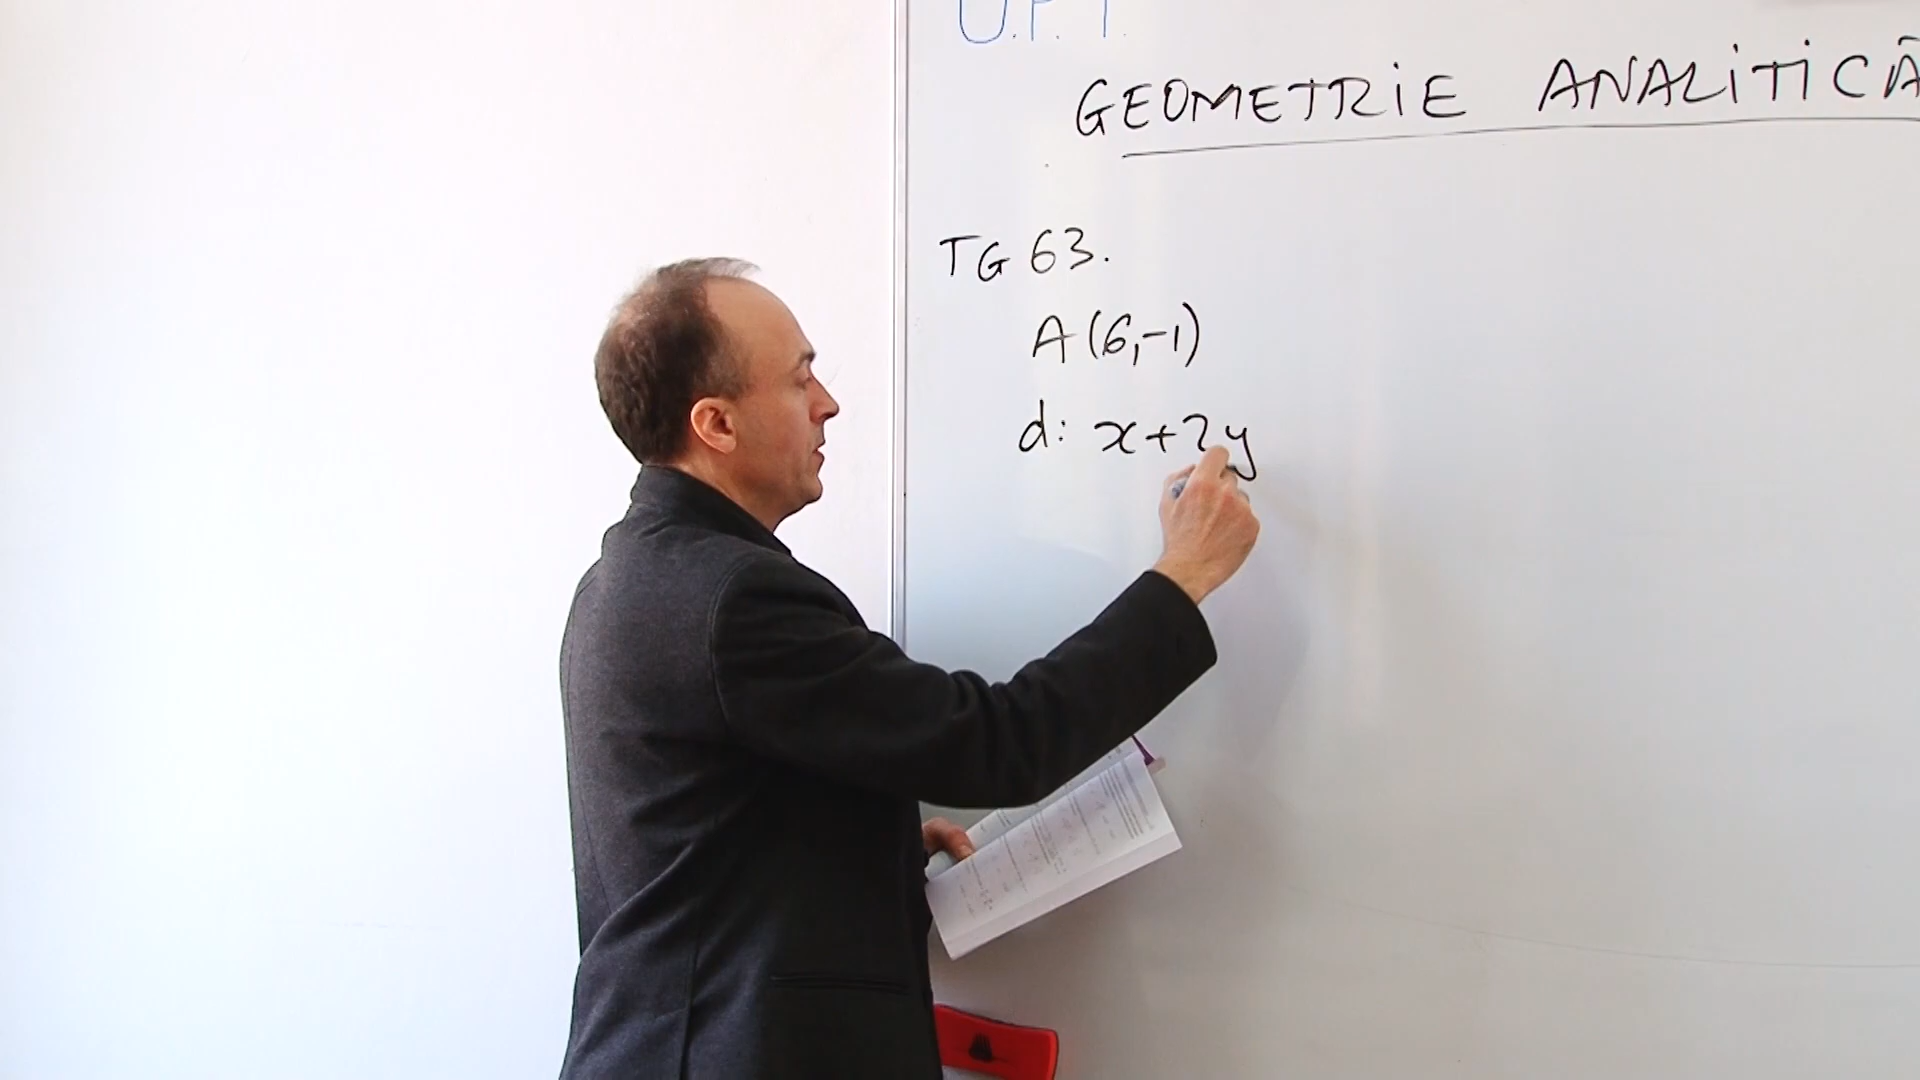 U.P.T.
GEOMETRIE ANALITICĂ
TG 63.
A(6,-1)
d: x+2y